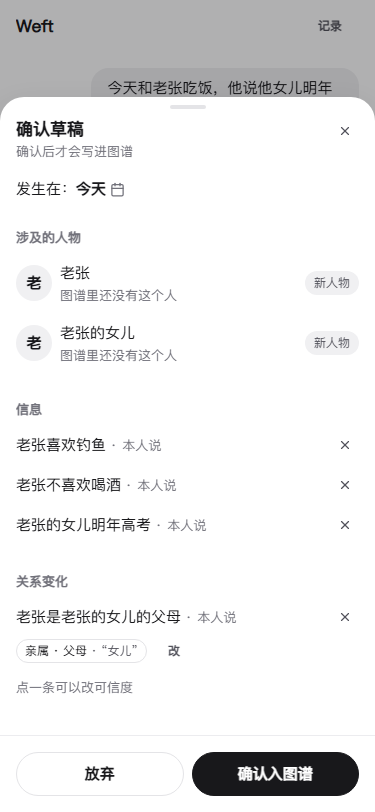 Weft
记录
今天和老张吃饭，他说他女儿明年
确认草稿
×
确认后才会写进图谱
发生在：今天
涉及的人物
老
老张
图谱里还没有这个人
新人物
老
老张的女儿
图谱里还没有这个人
新人物
信息
老张喜欢钓鱼 · 本人说 ×
老张不喜欢喝酒 · 本人说 ×
老张的女儿明年高考 · 本人说 ×
关系变化
老张是老张的女儿的父母 · 本人说 ×
亲属 · 父母 · “女儿” 改
点一条可以改可信度
放弃
确认入图谱